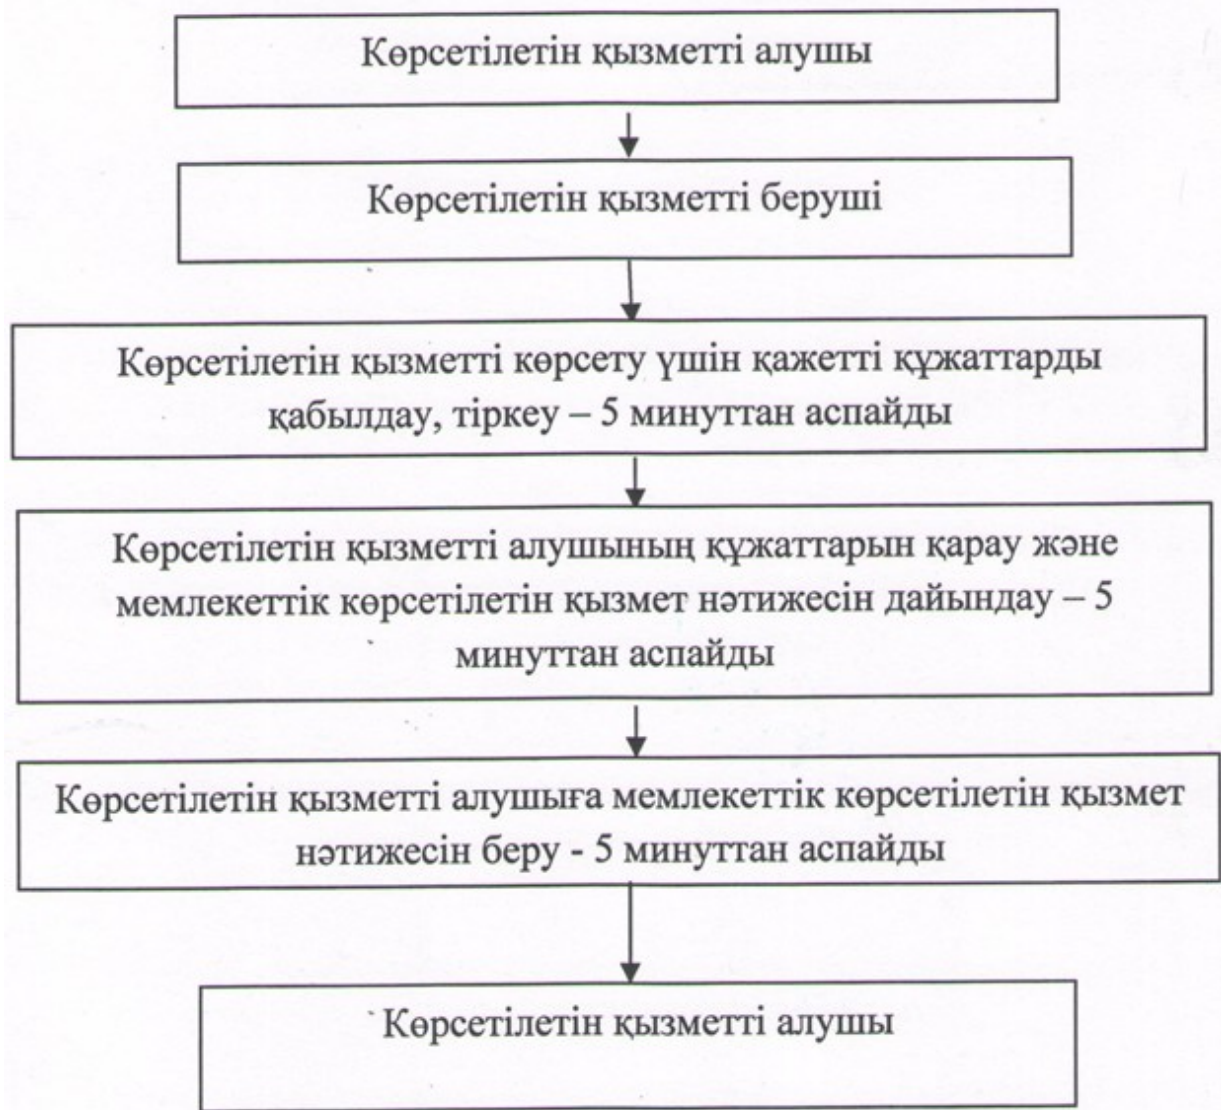 Көрсетілетін қызметті алушы
Көрсетілетін қызметті беруші
Көрсетілетін қызметті көрсету үшін қажетті құжаттарды
қабылдау, тіркеу – 5 минуттан аспайды
Көрсетілетін қызметті алушының құжаттарын қарау және
мемлекеттік көрсетілетін қызмет нәтижесін дайындау – 5
минуттан аспайды
Көрсетілетін қызметті алушыға мемлекеттік көрсетілетін қызмет
нәтижесін беру - 5 минуттан аспайды
Көрсетілетін қызметті алушы